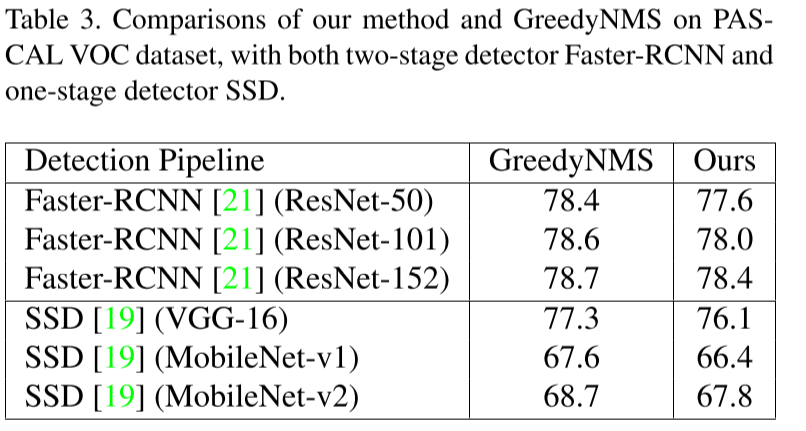 Table 3. Comparisons of our method and GreedyNMS on PAS-
CAL VOC dataset, with both two-stage detector Faster-RCNN and
one-stage detector SSD.
Detection Pipeline GreedyNMS Ours
Faster-RCNN [21] (ResNet-50) 78.4 77.6
Faster-RCNN [21] (ResNet-101) 78.6 78.0
Faster-RCNN [21] (ResNet-152) 78.7 78.4
SSD [19] (VGG-16) 77.3 76.1
SSD [19] (MobileNet-v1) 67.6 66.4
SSD [19] (MobileNet-v2) 68.7 67.8